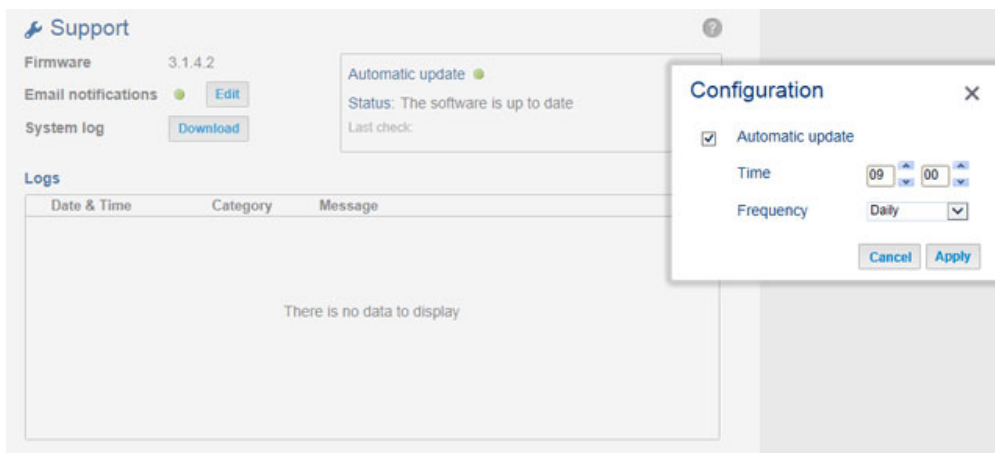 Support
?
Firmware 3.1.4.2
Email notifications Edit
System log Download
Automatic update
Status: The software is up to date
Last check:
Logs
Date & Time Category Message
There is no data to display
Configuration
Automatic update
Time 09 00
Frequency Daily
Cancel Apply